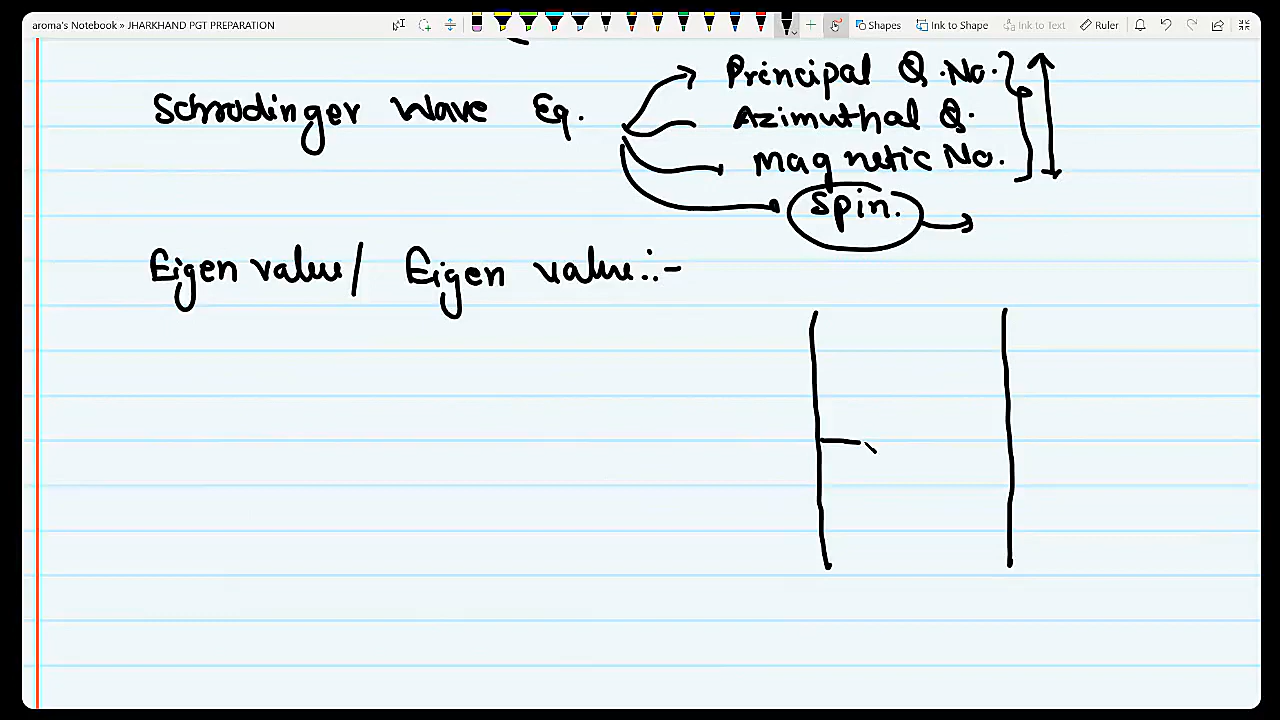 aroma's Notebook » JHARKHAND PGT PREPARATION
Shapes
Ink to Shape
Ink to Text
Ruler
Principal Q.No.
Schrodinger Wave Eq.
Azimuthal Q.
Magnetic No.
Spin.
Eigen value/ Eigen value:-